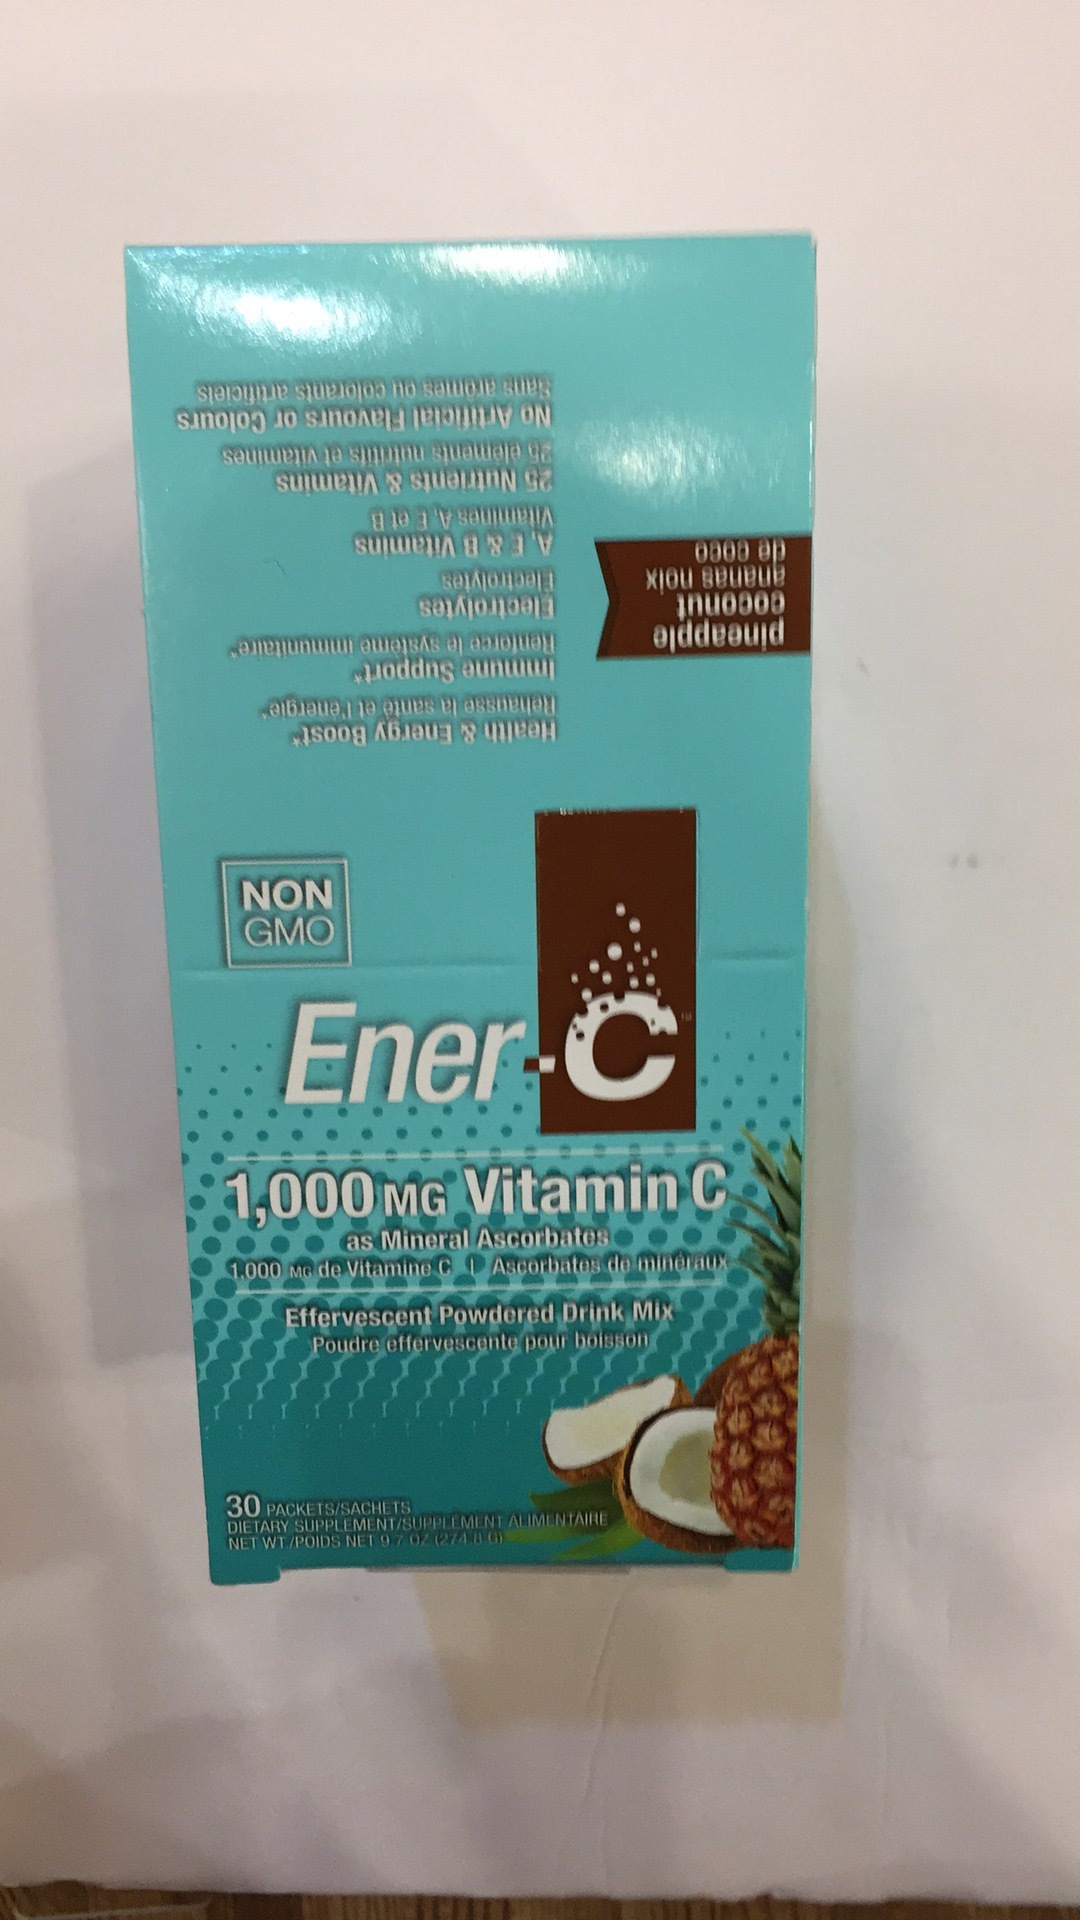 Health & Energy Boost*
Rehausse la santé et l'énergie*
Immune Support*
Renforce le système immunitaire*
Electrolytes
Électrolytes
A, E & B Vitamins
Vitamines A, E et B
25 Nutrients & Vitamins
25 éléments nutritifs et vitamines
No Artificial Flavours or Colours
Sans arômes ou colorants artificiels
pineapple
coconut
ananas noix
de coco
NON
GMO
Ener-C
1,000 MG Vitamin C
as Mineral Ascorbates
1,000 MG de Vitamine C | Ascorbates de minéraux
Effervescent Powdered Drink Mix
Poudre effervescente pour boisson
30 PACKETS/SACHETS
DIETARY SUPPLEMENT/SUPPLÉMENT ALIMENTAIRE
NET WT./POIDS NET 9.7 OZ (274.8 G)